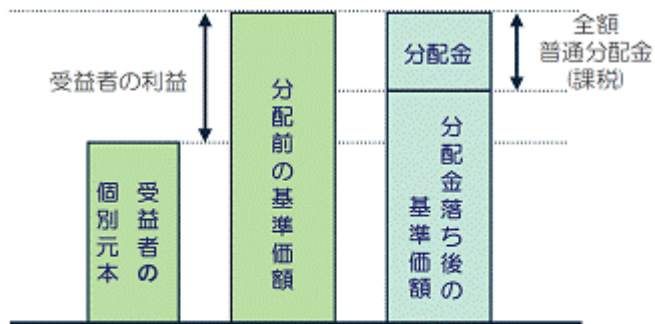 受益者の利益
受益者の
個別元本
分配前の基準価額
分配金
分配金落ち後の
基準価額
全額
普通分配金
(課税)